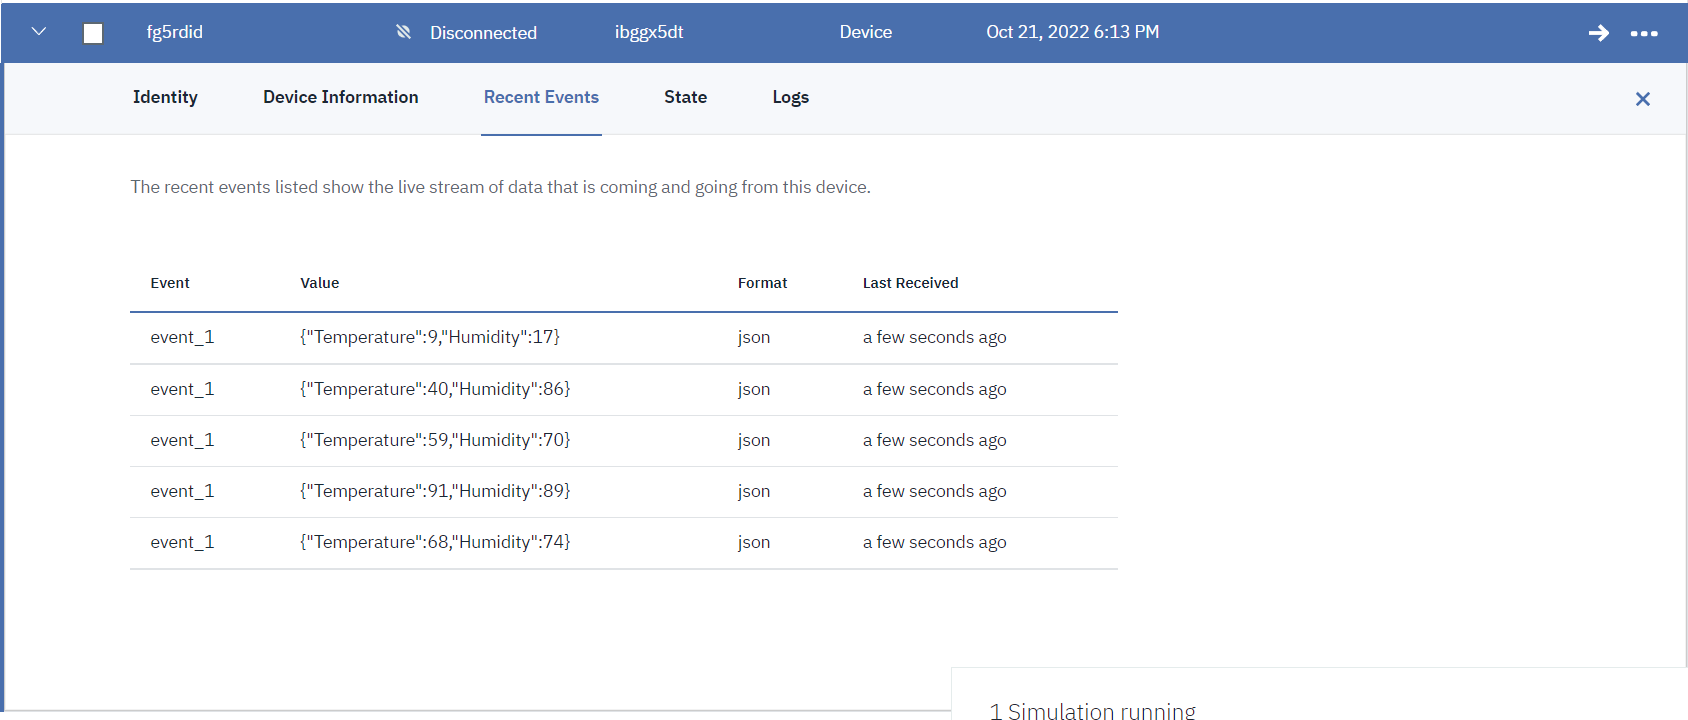 fg5rdid Disconnected ibggx5dt Device Oct 21, 2022 6:13 PM
Identity Device Information Recent Events State Logs
The recent events listed show the live stream of data that is coming and going from this device.
Event Value Format Last Received
event_1 {"Temperature":9,"Humidity":17} json a few seconds ago
event_1 {"Temperature":40,"Humidity":86} json a few seconds ago
event_1 {"Temperature":59,"Humidity":70} json a few seconds ago
event_1 {"Temperature":91,"Humidity":89} json a few seconds ago
event_1 {"Temperature":68,"Humidity":74} json a few seconds ago
1 Simulation running